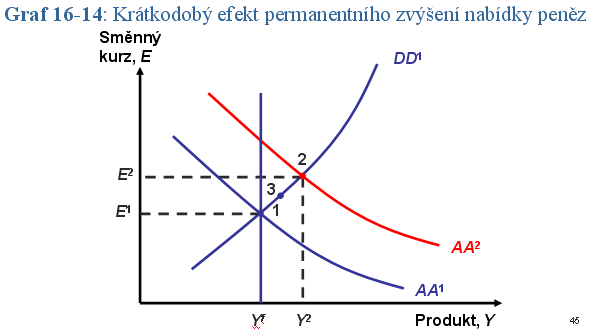 Graf 16-14: Krátkodobý efekt permanentního zvýšení nabídky peněz
Směnný
kurz, E
DD¹
E²
2
3
E¹
1
AA²
AA¹
Yᶠ
Y²
Produkt, Y
45